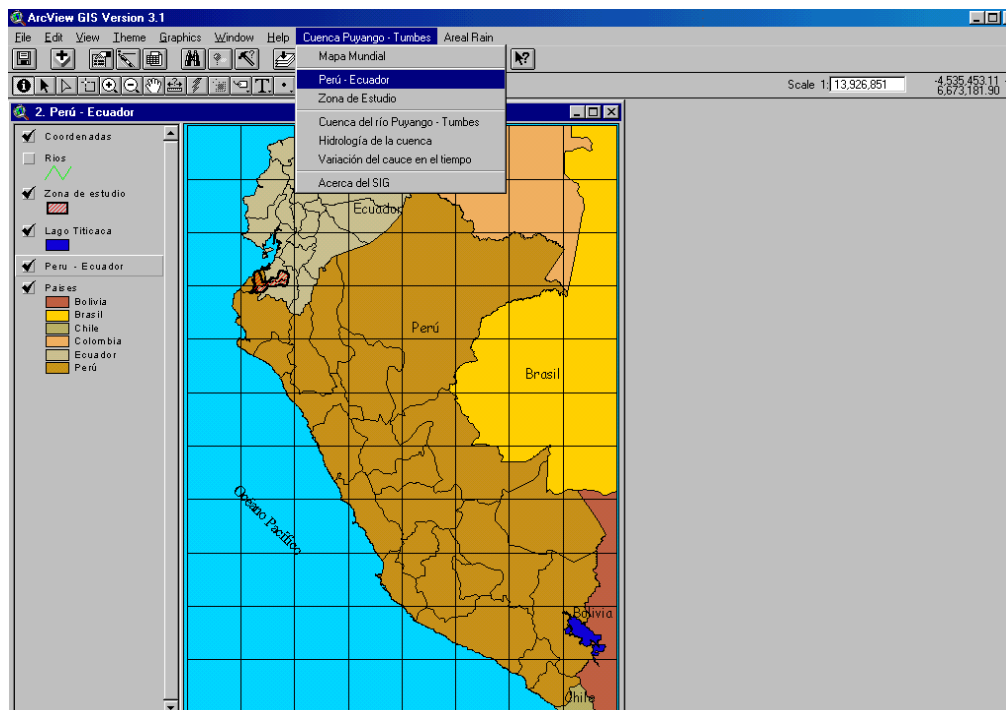 ArcView GIS Version 3.1
File Edit View Theme Graphics Window Help Cuenca Puyango - Tumbes Areal Rain
Mapa Mundial
Perú - Ecuador
Zona de Estudio
Cuenca del río Puyango - Tumbes
Hidrología de la cuenca
Variación del cauce en el tiempo
Acerca del SIG
Scale 1: 13,926,851
-4,535,453.11
6,673,181.90
2. Perú - Ecuador
Coordenadas
Rios
Zona de estudio
Lago Titicaca
Peru - Ecuador
Paises
Bolivia
Brasil
Chile
Colombia
Ecuador
Perú
Ecuador
Perú
Brasil
Océano Pacífico
Bolivia
Chile